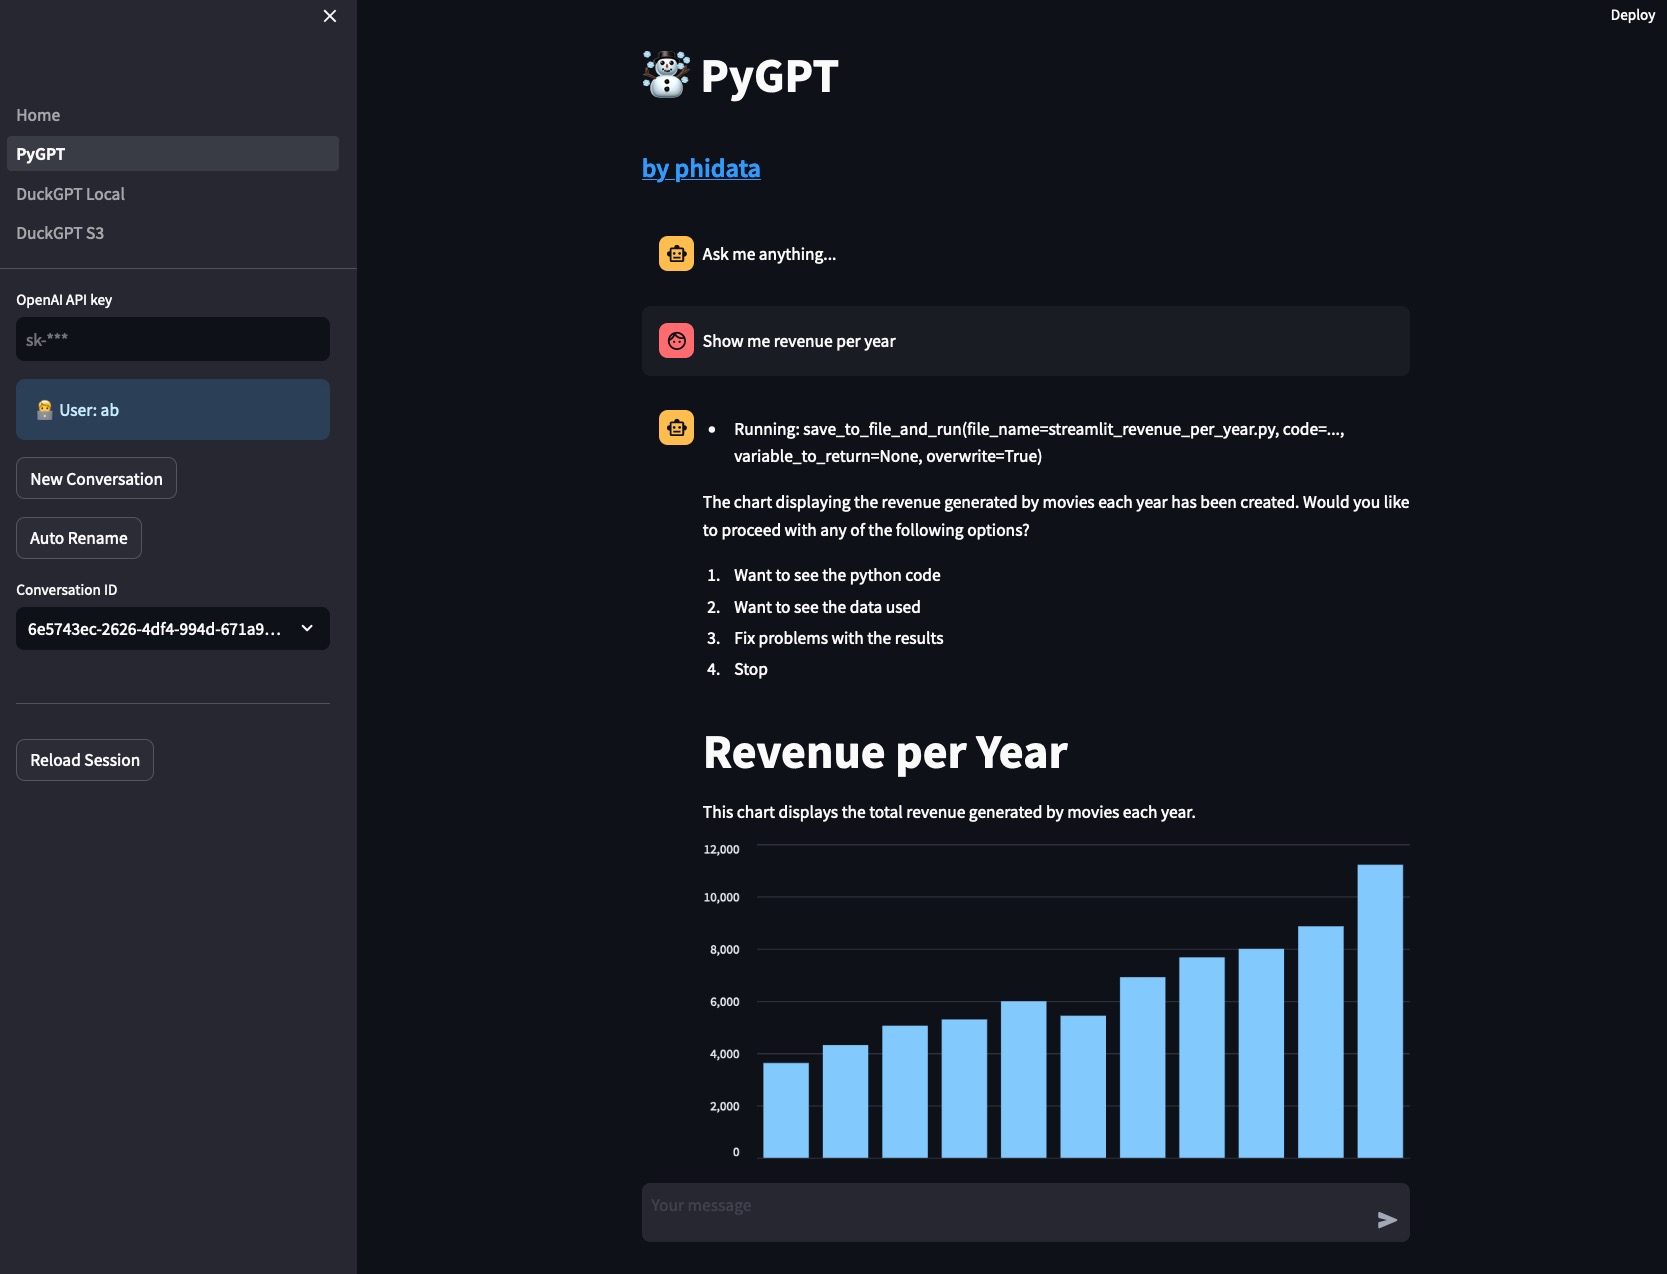 Deploy
Home
PyGPT
DuckGPT Local
DuckGPT S3
OpenAI API key
sk-***
User: ab
New Conversation
Auto Rename
Conversation ID
6e5743ec-2626-4df4-994d-671a9...
Reload Session
PyGPT
by phidata
Ask me anything...
Show me revenue per year
• Running: save_to_file_and_run(file_name=streamlit_revenue_per_year.py, code=...,
variable_to_return=None, overwrite=True)
The chart displaying the revenue generated by movies each year has been created. Would you like
to proceed with any of the following options?
1. Want to see the python code
2. Want to see the data used
3. Fix problems with the results
4. Stop
Revenue per Year
This chart displays the total revenue generated by movies each year.
12,000
10,000
8,000
6,000
4,000
2,000
0
Your message